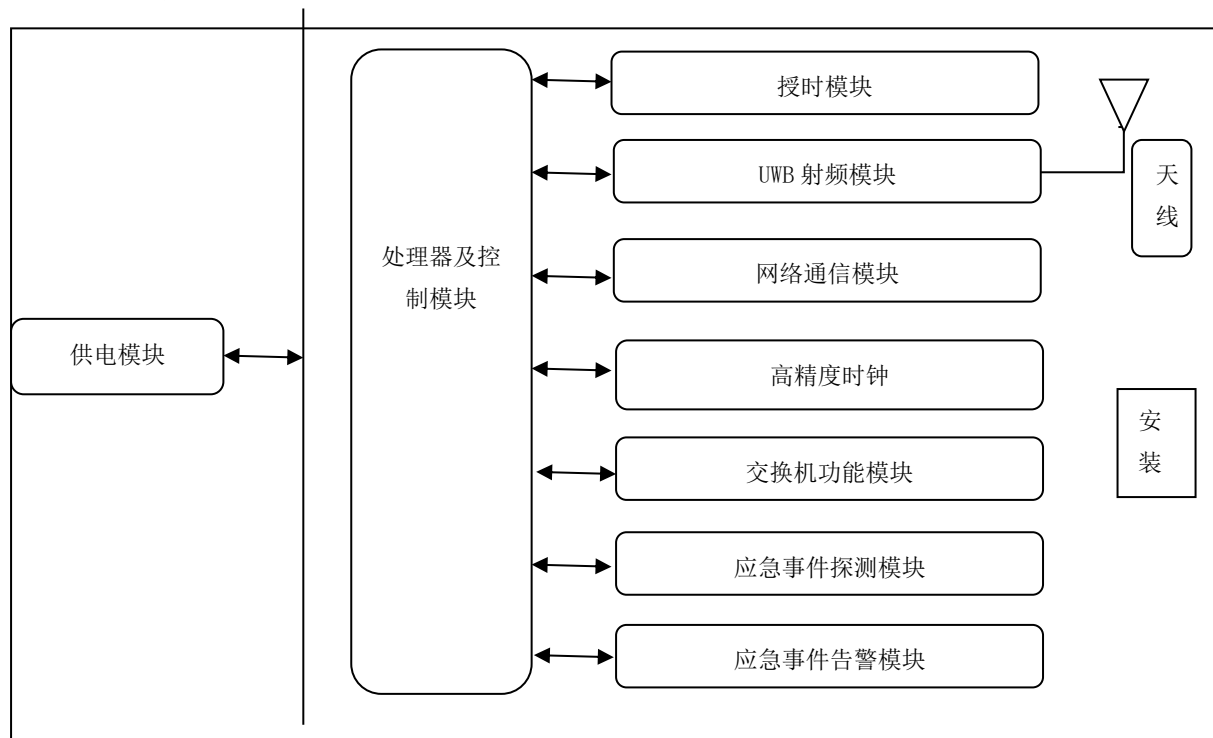 授时模块
UWB 射频模块
天
线
处理器及控
制模块
网络通信模块
供电模块
高精度时钟
安
装
交换机功能模块
应急事件探测模块
应急事件告警模块